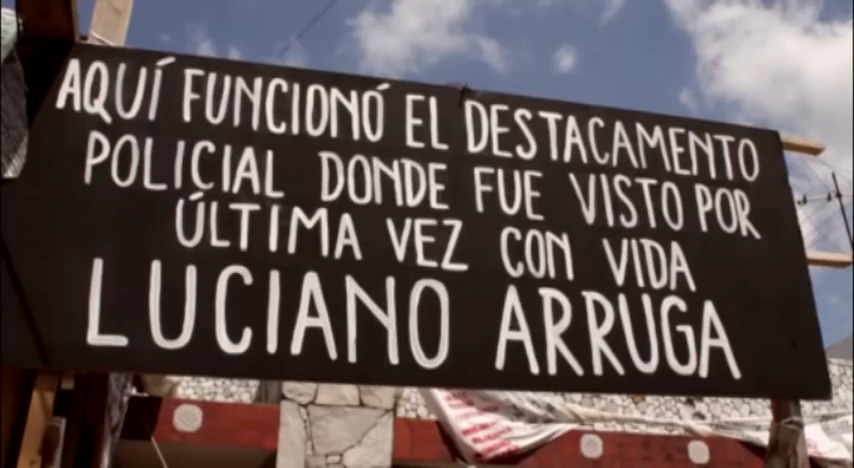 AQUÍ FUNCIONÓ EL DESTACAMENTO
POLICIAL DONDE FUE VISTO POR
ÚLTIMA VEZ CON VIDA
LUCIANO ARRUGA